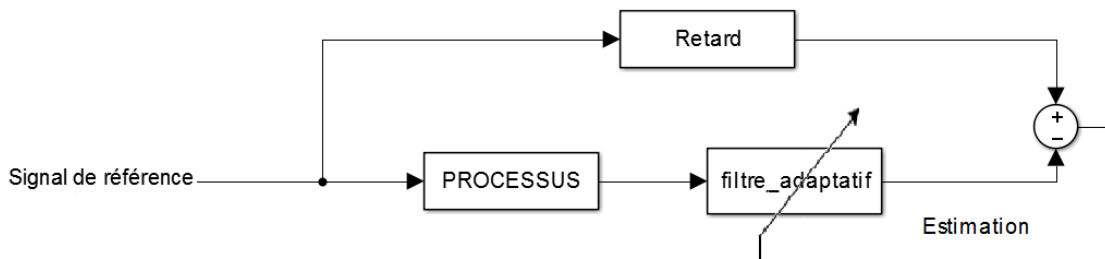 Retard
+
−
Signal de référence
PROCESSUS
filtre_adaptatif
Estimation